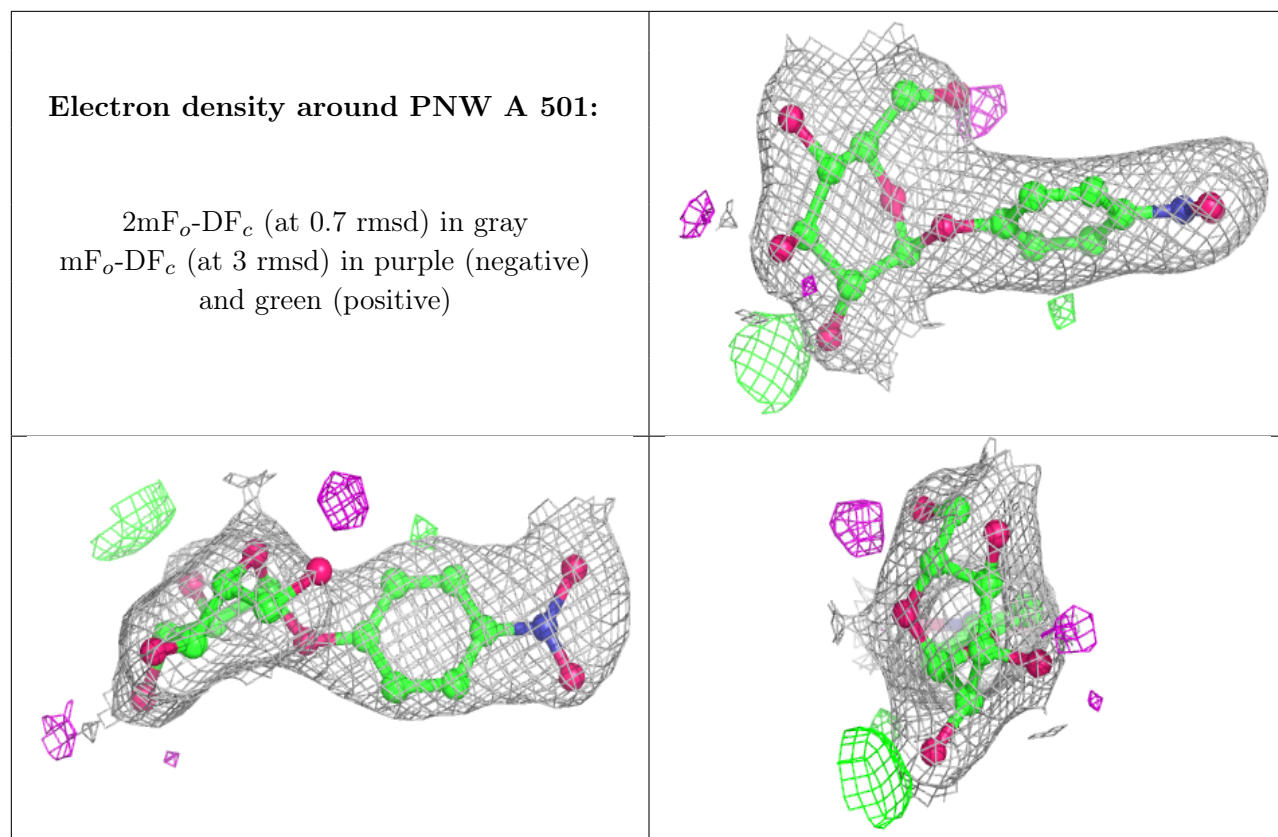 Electron density around PNW A 501:
2mFₒ-DF𝒸 (at 0.7 rmsd) in gray
mFₒ-DF𝒸 (at 3 rmsd) in purple (negative)
and green (positive)